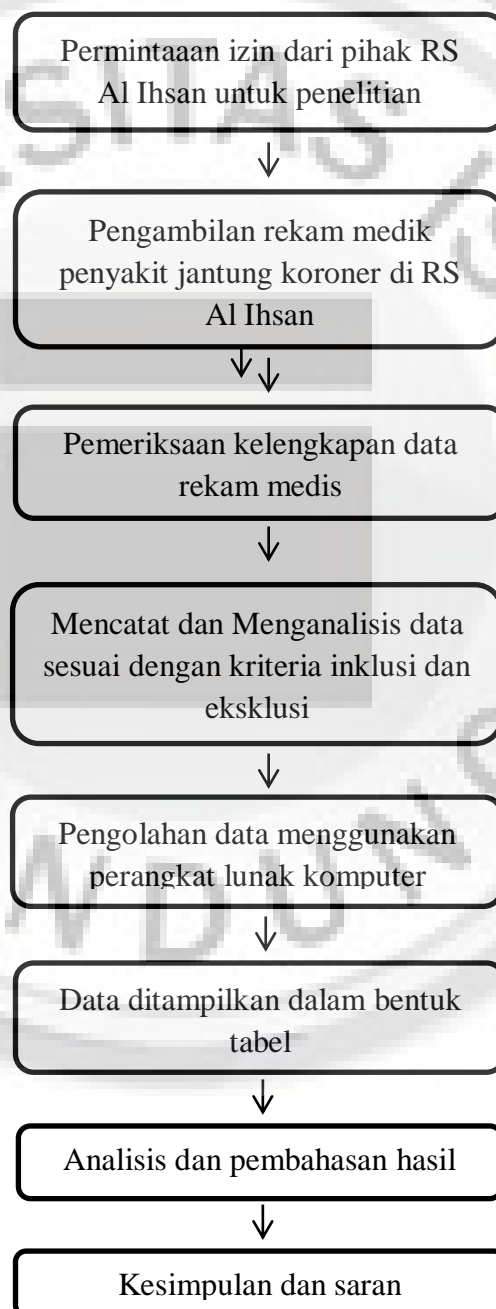 Permintaaan izin dari pihak RS
Al Ihsan untuk penelitian
Pengambilan rekam medik
penyakit jantung koroner di RS
Al Ihsan
Pemeriksaan kelengkapan data
rekam medis
Mencatat dan Menganalisis data
sesuai dengan kriteria inklusi dan
eksklusi
Pengolahan data menggunakan
perangkat lunak komputer
Data ditampilkan dalam bentuk
tabel
Analisis dan pembahasan hasil
Kesimpulan dan saran